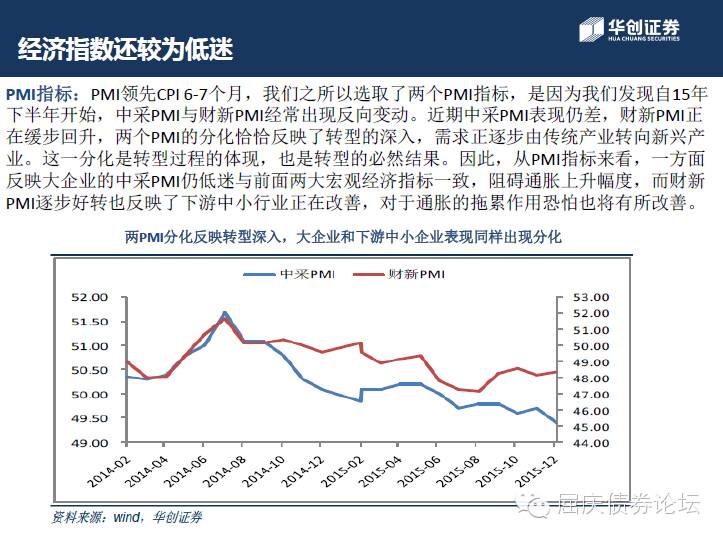 华创证券
HUA CHUANG SECURITIES
经济指数还较为低迷
PMI指标：PMI领先CPI 6-7个月，我们之所以选取了两个PMI指标，是因为我们发现自15年
下半年开始，中采PMI与财新PMI经常出现反向变动。近期中采PMI表现仍差，财新PMI正
在缓步回升，两个PMI的分化恰恰反映了转型的深入，需求正逐步由传统产业转向新兴产
业。这一分化是转型过程的体现，也是转型的必然结果。因此，从PMI指标来看，一方面
反映大企业的中采PMI仍低迷与前面两大宏观经济指标一致，阻碍通胀上升幅度，而财新
PMI逐步好转也反映了下游中小行业正在改善，对于通胀的拖累作用恐怕也将有所改善。
两PMI分化反映转型深入，大企业和下游中小企业表现同样出现分化
中采PMI 财新PMI
52.00
51.50
51.00
50.50
50.00
49.50
49.00
53.00
52.00
51.00
50.00
49.00
48.00
47.00
46.00
45.00
44.00
2014-02
2014-04
2014-06
2014-08
2014-10
2014-12
2015-02
2015-04
2015-06
2015-08
2015-10
2015-12
资料来源：wind，华创证券
屈庆债券论坛